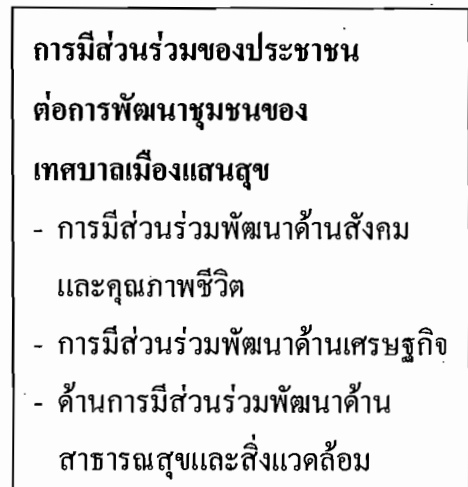 การมีส่วนร่วมของประชาชน
ต่อการพัฒนาชุมชนของ
เทศบาลเมืองแสนสุข
- การมีส่วนร่วมพัฒนาด้านสังคม
และคุณภาพชีวิต
- การมีส่วนร่วมพัฒนาด้านเศรษฐกิจ
- ด้านการมีส่วนร่วมพัฒนาด้าน
สาธารณสุขและสิ่งแวดล้อม